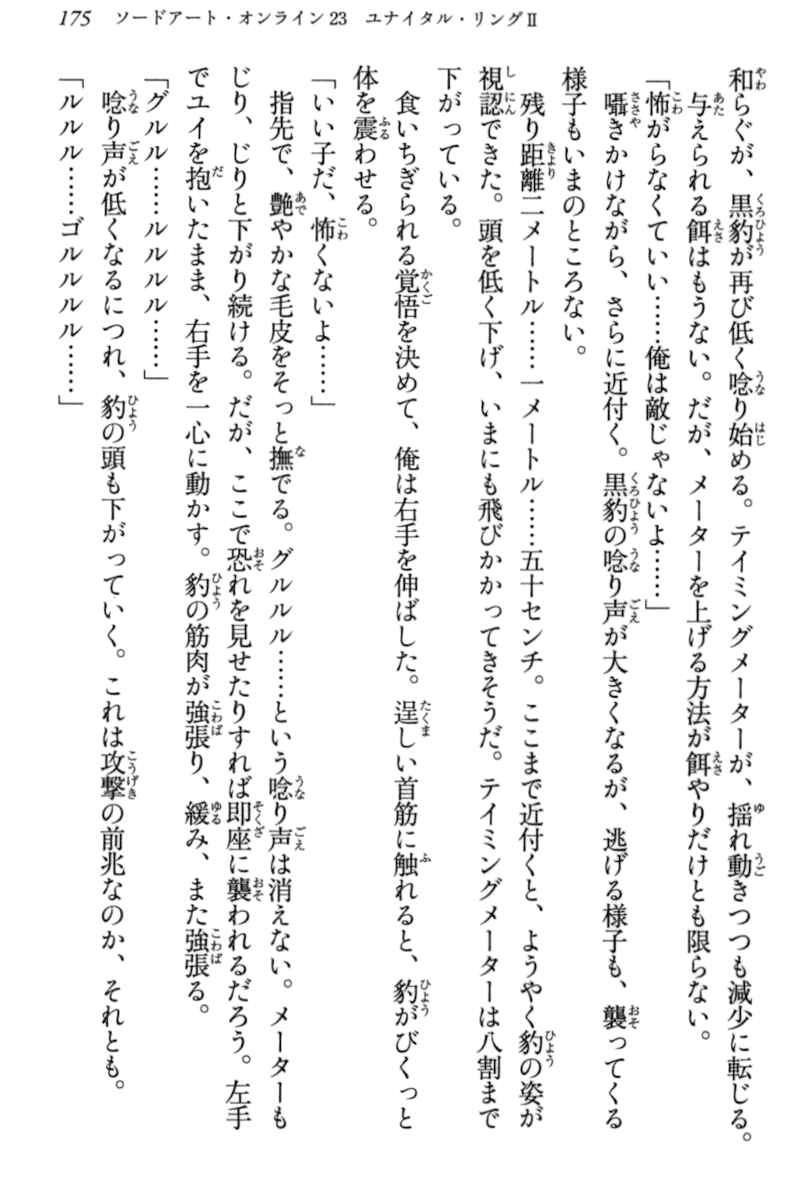 175　ソードアート・オンライン23　ユナイタル・リングⅡ
和らぐが、黒豹が再び低く唸り始める。テイミングメーターが、揺れ動きつつも減少に転じる。
　与えられる餌はもうない。だが、メーターを上げる方法が餌やりだけとも限らない。
「怖がらなくていい……俺は敵じゃないよ……」
　囁きかけながら、さらに近付く。黒豹の唸り声が大きくなるが、逃げる様子も、襲ってくる
様子もいまのところない。
　残り距離二メートル……一メートル……五十センチ。ここまで近付くと、ようやく豹の姿が
視認できた。頭を低く下げ、いまにも飛びかかってきそうだ。テイミングメーターは八割まで
下がっている。
　食いちぎられる覚悟を決めて、俺は右手を伸ばした。逞しい首筋に触れると、豹がびくっと
体を震わせる。
「いい子だ、怖くないよ……」
　指先で、艶やかな毛皮をそっと撫でる。グルルル……という唸り声は消えない。メーターも
じり、じりと下がり続ける。だが、ここで恐れを見せたりすれば即座に襲われるだろう。左手
でユイを抱いたまま、右手を一心に動かす。豹の筋肉が強張り、緩み、また強張る。
「グルル……ルルルル……」
　唸り声が低くなるにつれ、豹の頭も下がっていく。これは攻撃の前兆なのか、それとも。
「ルルル……ゴルルルル……」